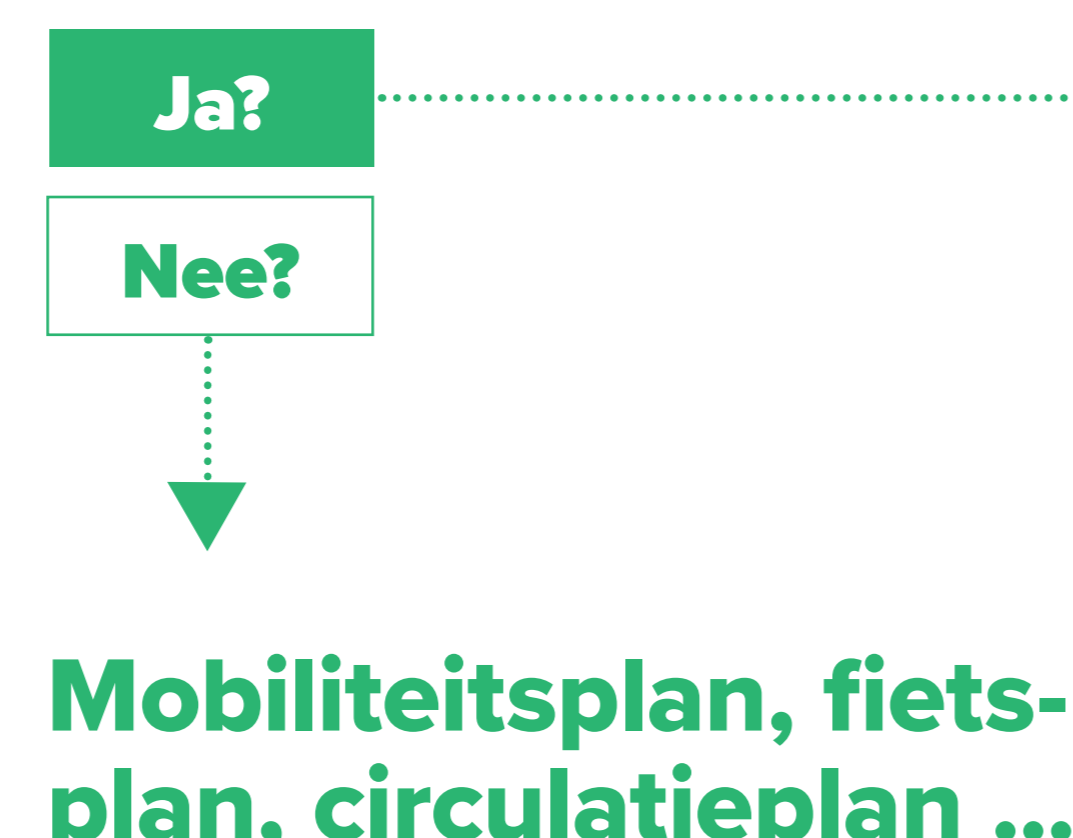 Ja?
Nee?
Mobiliteitsplan, fiets-
plan, circulatieplan ...